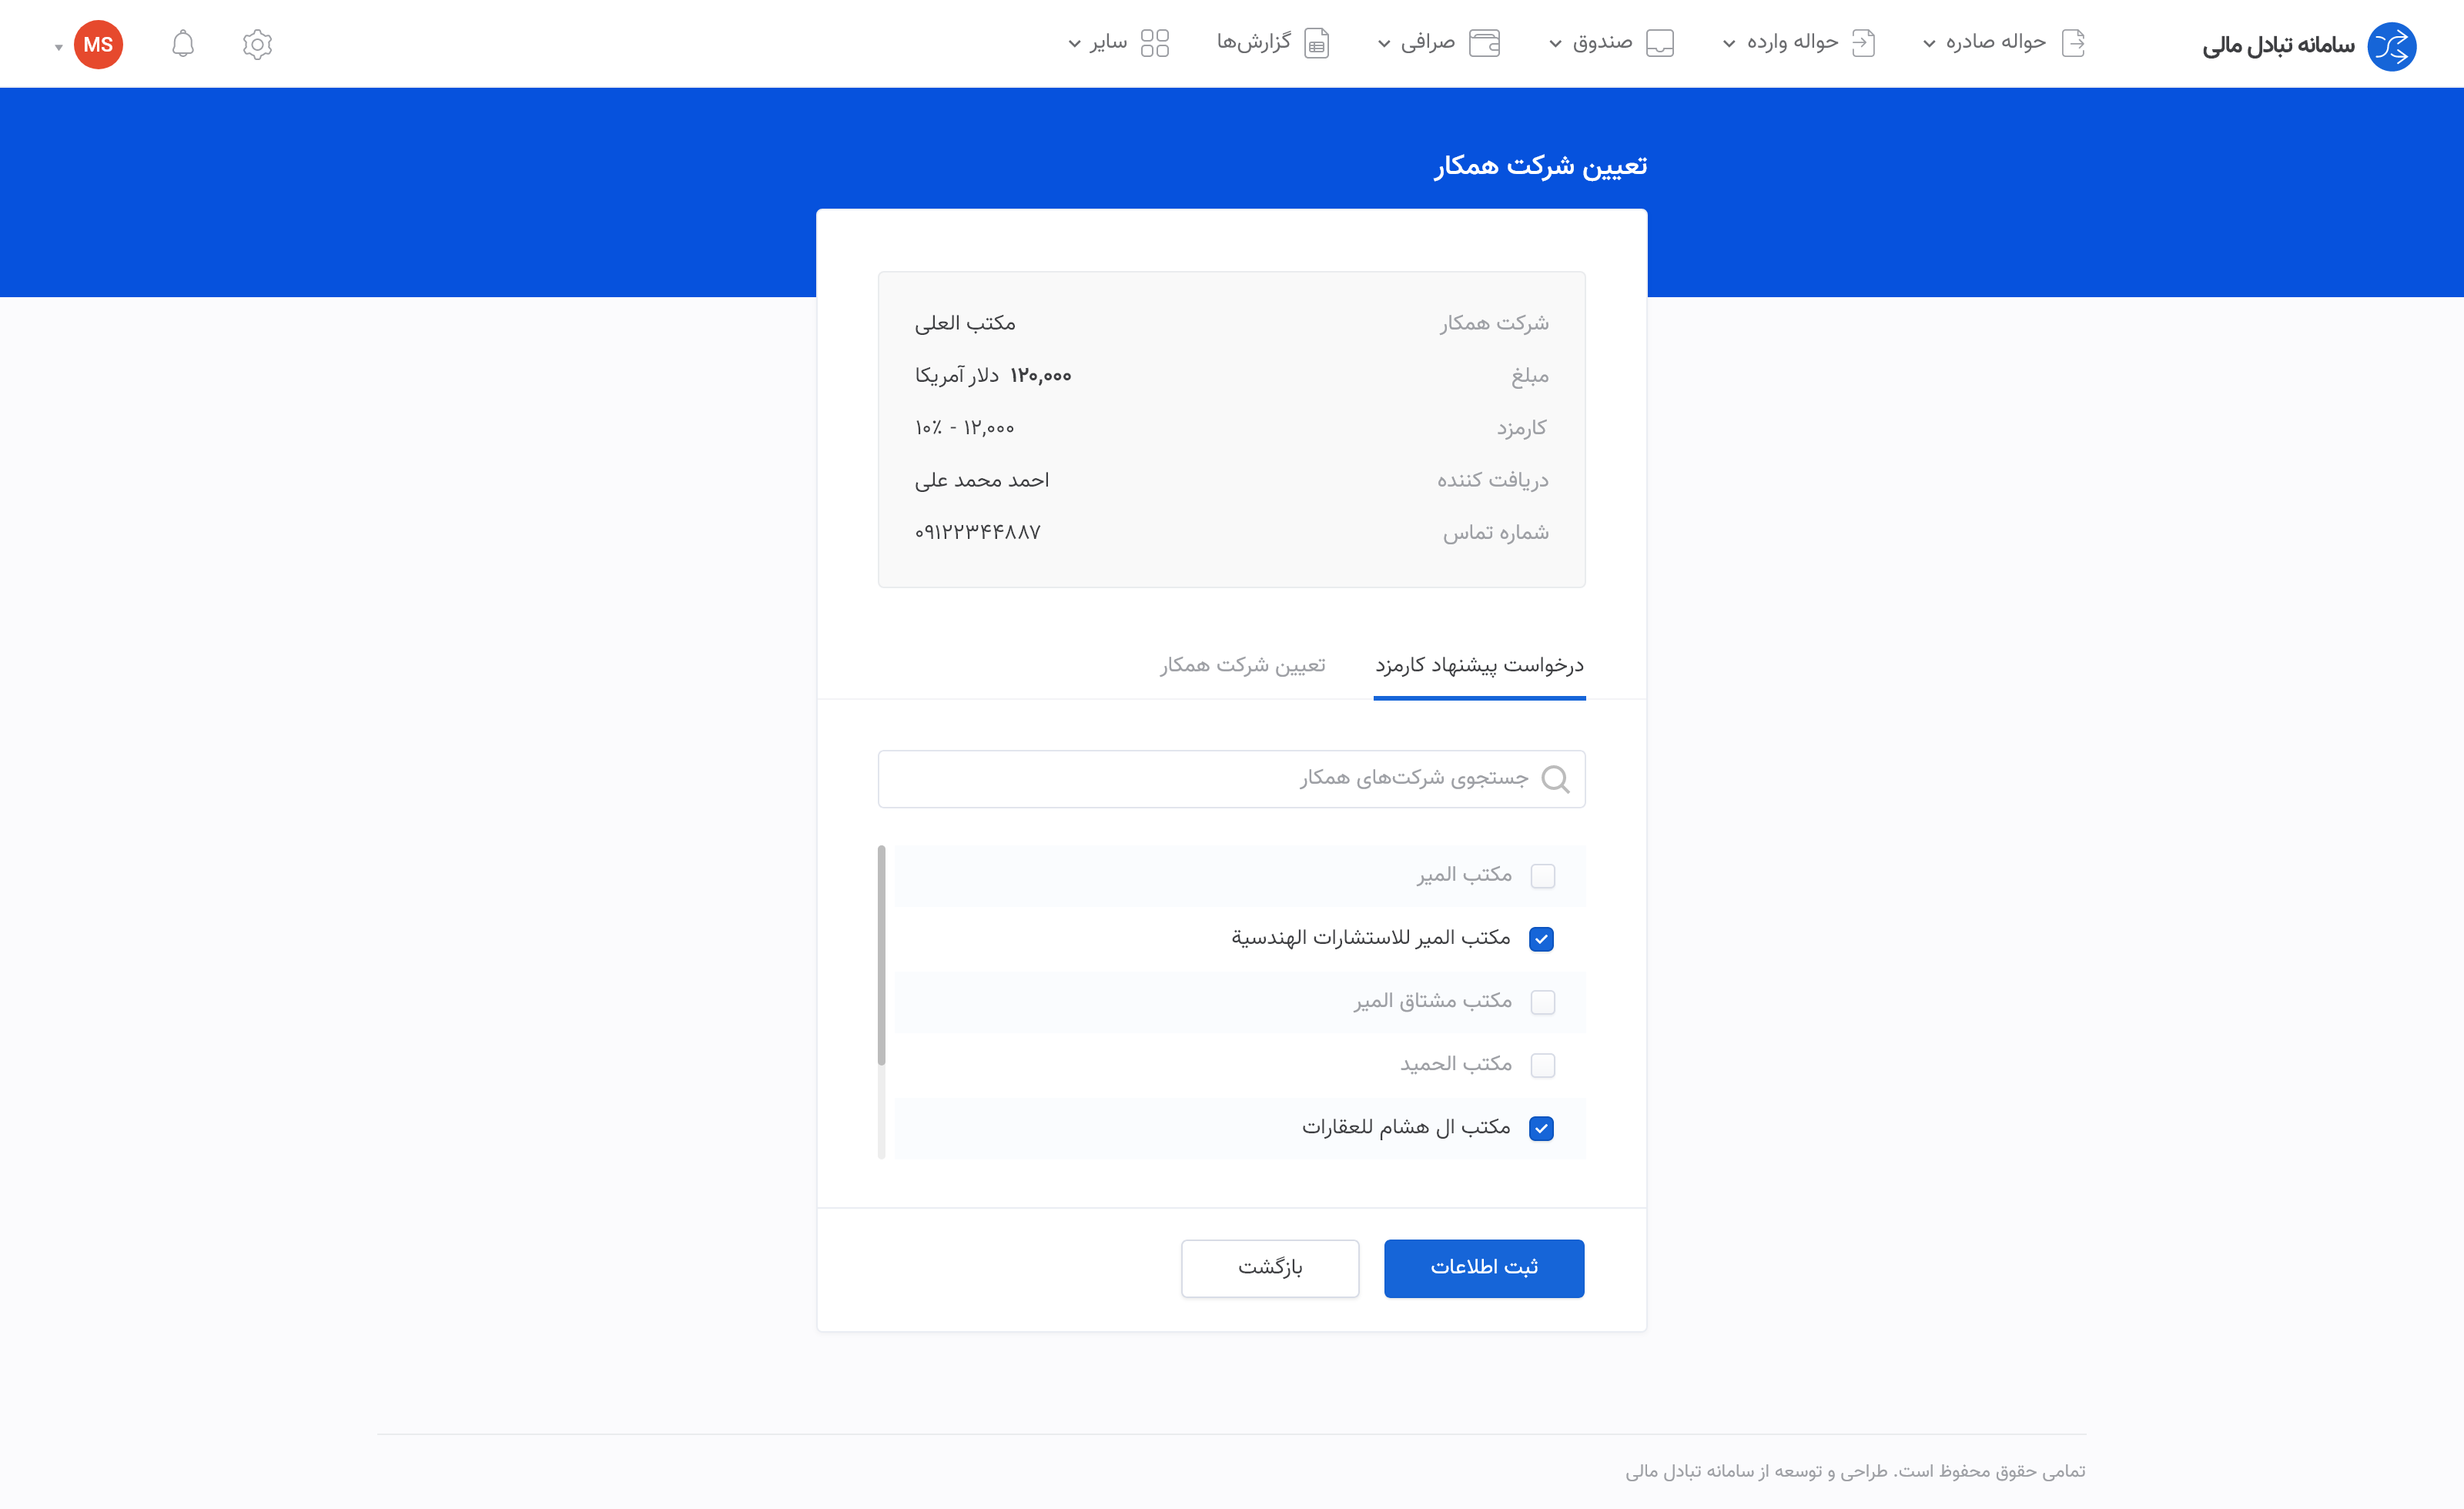 سامانه تبادل مالی
حواله صادره
حواله وارده
صندوق
صرافی
گزارش‌ها
سایر
MS
تعیین شرکت همکار
شرکت همکار مکتب العلی
مبلغ ۱۲۰,۰۰۰ دلار آمریکا
کارمزد ۱۲,۰۰۰ - ۱۰٪
دریافت کننده احمد محمد علی
شماره تماس ۰۹۱۲۲۳۴۴۸۸۷
درخواست پیشنهاد کارمزد
تعیین شرکت همکار
جستجوی شرکت‌های همکار
مکتب المیر
مکتب المیر للاستشارات الهندسیة
مکتب مشتاق المیر
مکتب الحمید
مکتب ال هشام للعقارات
ثبت اطلاعات
بازگشت
تمامی حقوق محفوظ است. طراحی و توسعه از سامانه تبادل مالی